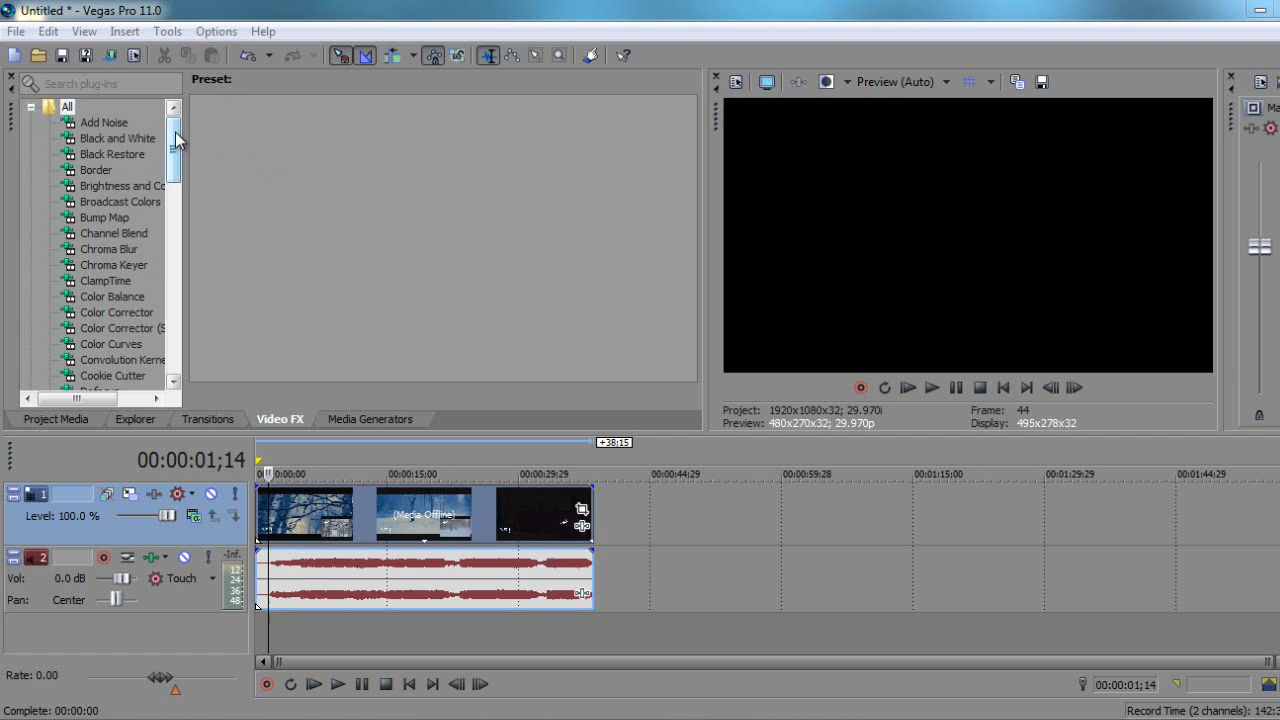 Untitled * - Vegas Pro 11.0
File Edit View Insert Tools Options Help
Search plug-ins
Preset:
Preview (Auto)
Ma
All
Add Noise
Black and White
Black Restore
Border
Brightness and Co
Broadcast Colors
Bump Map
Channel Blend
Chroma Blur
Chroma Keyer
ClampTime
Color Balance
Color Corrector
Color Corrector (S
Color Curves
Convolution Kerne
Cookie Cutter
Project: 1920x1080x32; 29.970i Frame: 44
Preview: 480x270x32; 29.970p Display: 495x278x32
Project Media Explorer Transitions Video FX Media Generators
+38;15
00:00:01;14
0:00:00 00:00:15;00 00:00:29;29 00:00:44;29 00:00:59;28 00:01:15;00 00:01:29;29 00:01:44;29
1
Level: 100.0 %
(Media Offline)
2 -Inf.
Vol: 0.0 dB Touch
Pan: Center
12
24
36
48
Rate: 0.00
00:00:01;14
Complete: 00:00:00 Record Time (2 channels): 142:3